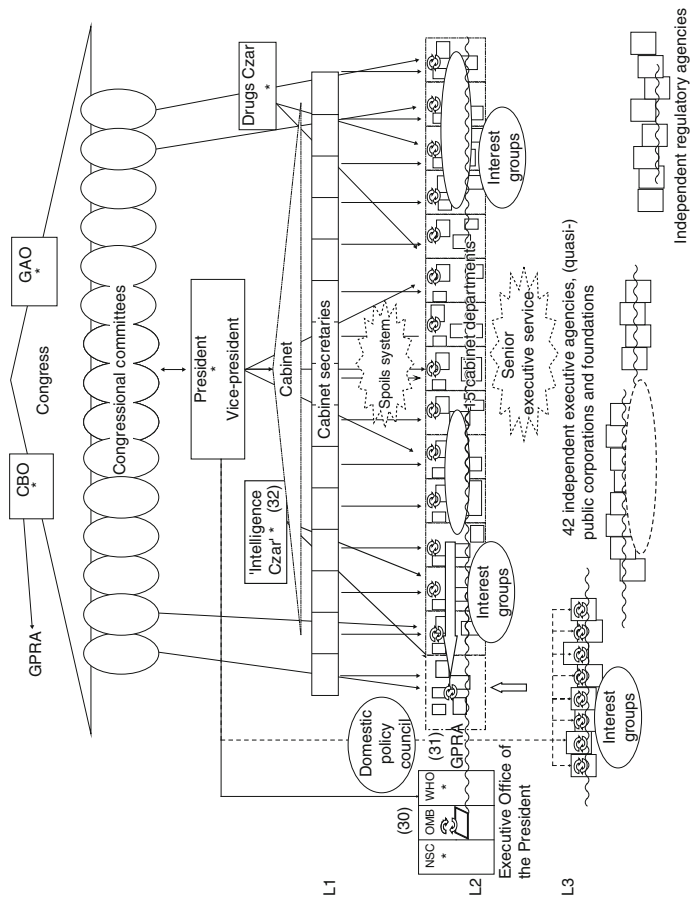 GPRA
CBO
*
Congress
GAO
*
Congressional committees
President
*
Vice-president
Drugs Czar
*
'Intelligence
Czar' * (32)
Cabinet
Cabinet secretaries
Spoils system
Domestic
policy
council
(30)
NSC
*
OMB
WHO
*
Executive Office of
the President
(31)
GPRA
15 cabinet departments
Interest
groups
Senior
executive service
Interest
groups
42 independent executive agencies, (quasi-)
public corporations and foundations
Interest
groups
Independent regulatory agencies
L1
L2
L3